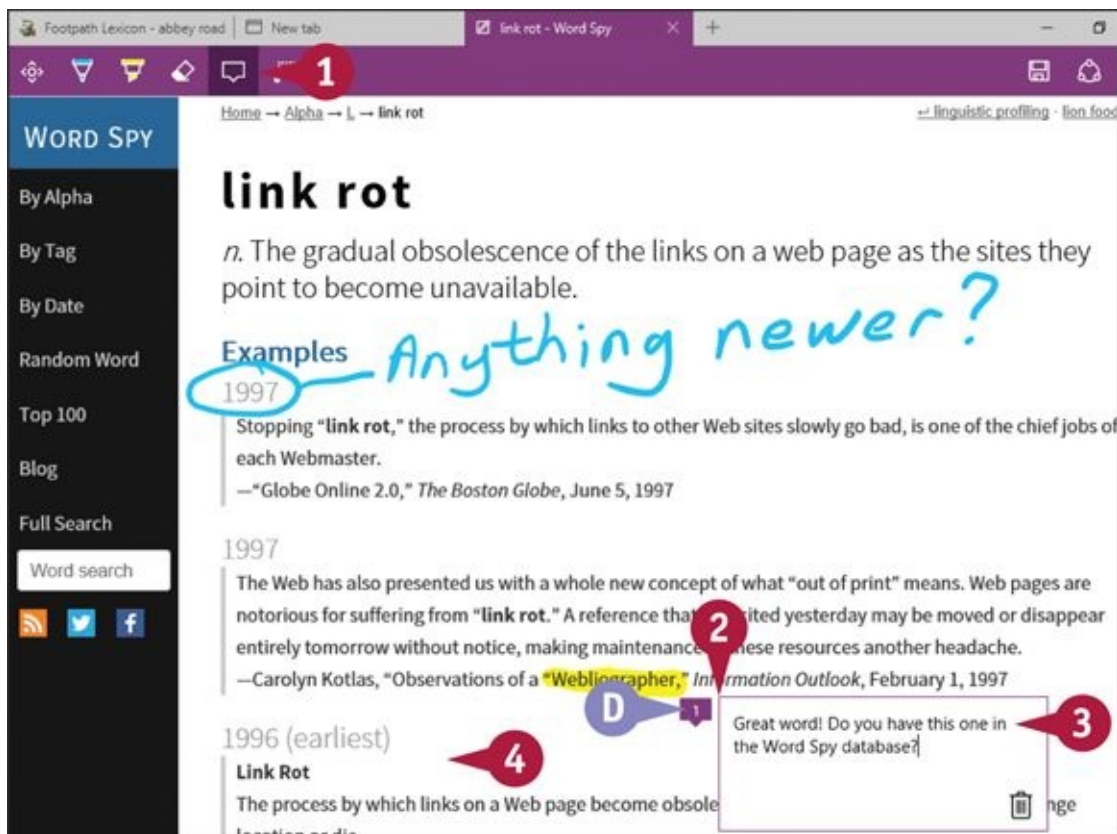 Footpath Lexicon - abbey road New tab link rot - Word Spy
1
Home → Alpha → L → link rot ↩ linguistic profiling · lion food
WORD SPY
By Alpha
By Tag
By Date
Random Word
Top 100
Blog
Full Search
Word search
link rot
n. The gradual obsolescence of the links on a web page as the sites they
point to become unavailable.
Anything newer?
Examples
1997
Stopping “link rot,” the process by which links to other Web sites slowly go bad, is one of the chief jobs of
each Webmaster.
—“Globe Online 2.0,” The Boston Globe, June 5, 1997
1997
The Web has also presented us with a whole new concept of what “out of print” means. Web pages are
notorious for suffering from “link rot.” A reference that cited yesterday may be moved or disappear
entirely tomorrow without notice, making maintenance these resources another headache.
—Carolyn Kotlas, “Observations of a “Webliographer,” Information Outlook, February 1, 1997
2
D
1
Great word! Do you have this one in
the Word Spy database?
3
1996 (earliest)
4
Link Rot
The process by which links on a Web page become